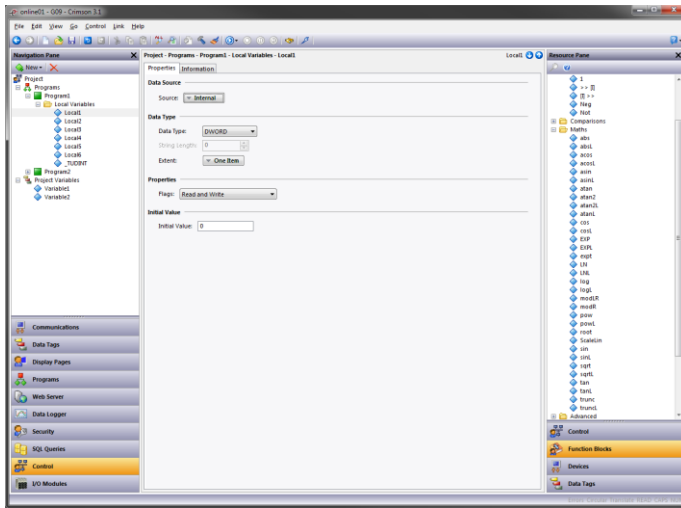 online01 - G09 - Crimson 3.1
File Edit View Go Control Link Help
Navigation Pane
New
Project
Programs
Program1
Local Variables
Local1
Local2
Local3
Local4
Local5
Local6
_TUDINT
Program2
Project Variables
Variable1
Variable2
Communications
Data Tags
Display Pages
Programs
Web Server
Data Logger
Security
SQL Queries
Control
I/O Modules
Project - Programs - Program1 - Local Variables - Local1
Local1
Properties Information
Data Source
Source: Internal
Data Type
Data Type: DWORD
String Length: 0
Extent: One Item
Properties
Flags: Read and Write
Initial Value
Initial Value: 0
Resource Pane
1
>> []
[] >>
Neg
Not
Comparisons
Maths
abs
absL
acos
acosL
asin
asinL
atan
atan2
atan2L
atanL
cos
cosL
EXP
EXPL
expt
LN
LNL
log
logL
modLR
modR
pow
powL
root
ScaleLin
sin
sinL
sqrt
sqrtL
tan
tanL
trunc
truncL
Advanced
Control
Function Blocks
Devices
Data Tags